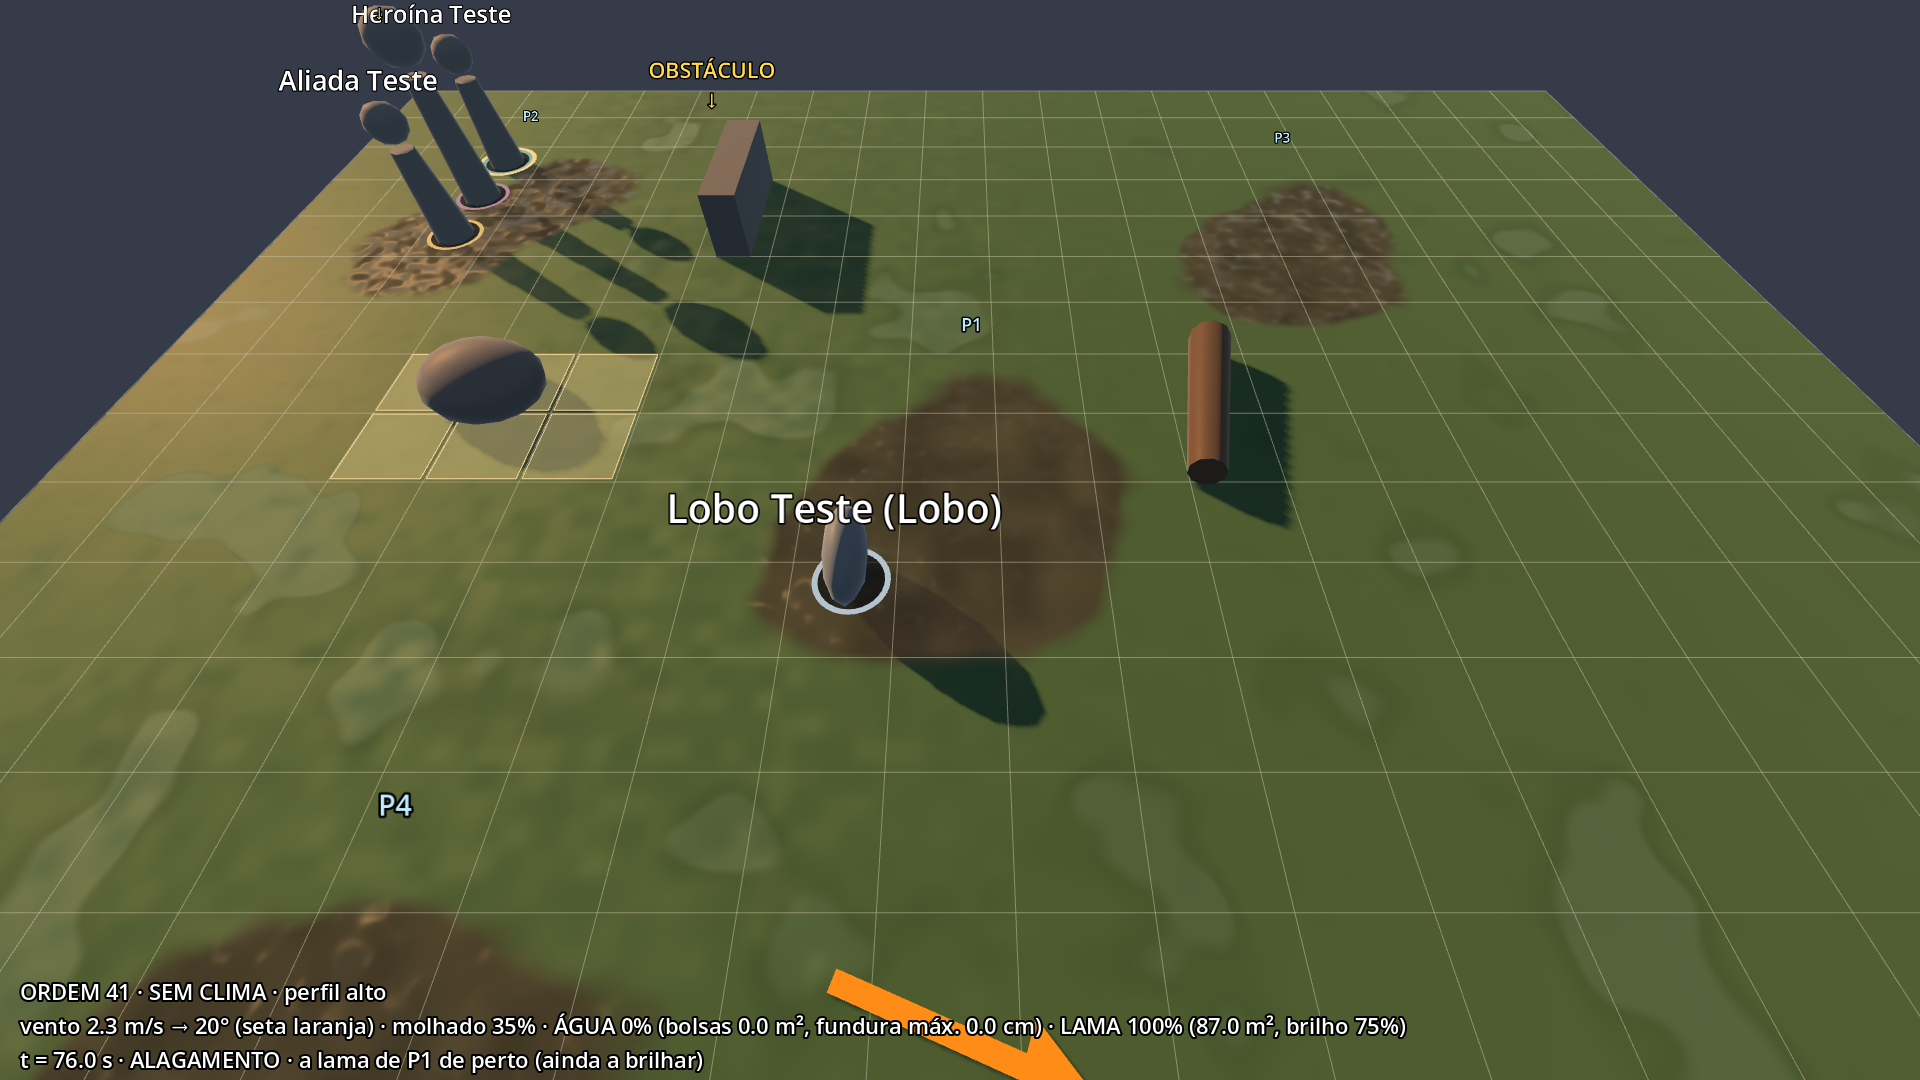 Heroína Teste
Aliada Teste
OBSTÁCULO
↓
P2
P3
P1
Lobo Teste (Lobo)
P4
ORDEM 41 · SEM CLIMA · perfil alto
vento 2.3 m/s → 20° (seta laranja) · molhado 35% · ÁGUA 0% (bolsas 0.0 m², fundura máx. 0.0 cm) · LAMA 100% (87.0 m², brilho 75%)
t = 76.0 s · ALAGAMENTO · a lama de P1 de perto (ainda a brilhar)